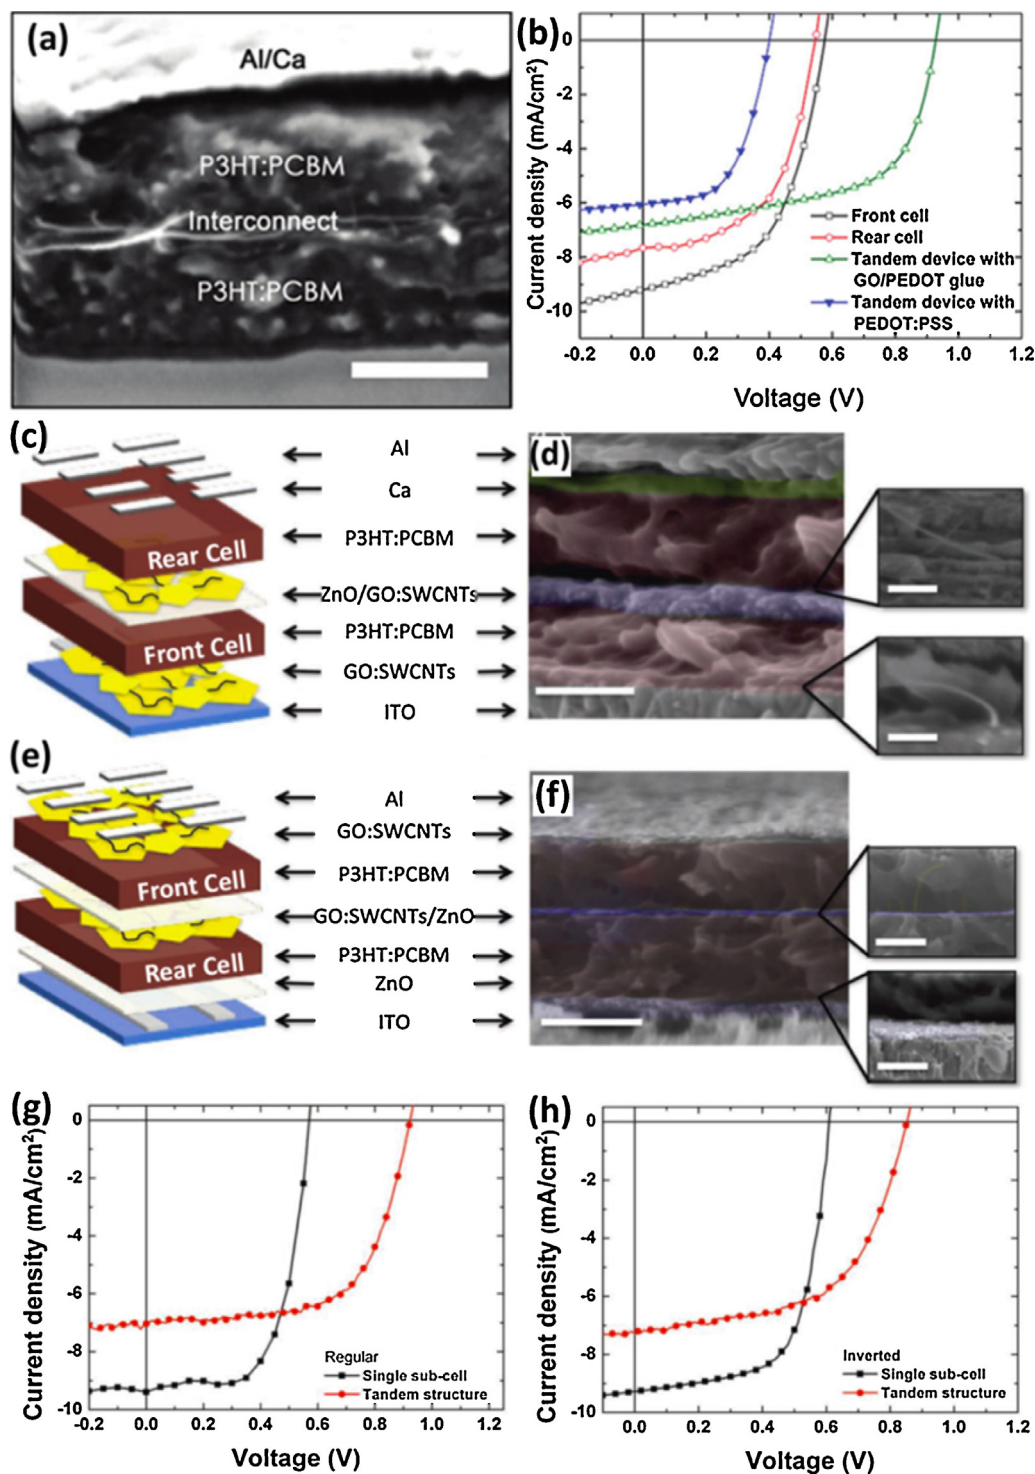 (a)
Al/Ca
P3HT:PCBM
Interconnect
P3HT:PCBM
(b)
0
-2
-4
-6
-8
-10
Current density (mA/cm²)
Front cell
Rear cell
Tandem device with
GO/PEDOT glue
Tandem device with
PEDOT:PSS
-0.2 0.0 0.2 0.4 0.6 0.8 1.0 1.2
Voltage (V)
(c)
Rear Cell
Front Cell
Al
Ca
P3HT:PCBM
ZnO/GO:SWCNTs
P3HT:PCBM
GO:SWCNTs
ITO
(d)
(e)
Front Cell
Rear Cell
Al
GO:SWCNTs
P3HT:PCBM
GO:SWCNTs/ZnO
P3HT:PCBM
ZnO
ITO
(f)
(g)
0
-2
-4
-6
-8
-10
Current density (mA/cm²)
Regular
Single sub-cell
Tandem structure
-0.2 0.0 0.2 0.4 0.6 0.8 1.0 1.2
Voltage (V)
(h)
0
-2
-4
-6
-8
-10
Current density (mA/cm²)
Inverted
Single sub-cell
Tandem structure
0.0 0.2 0.4 0.6 0.8 1.0 1.2
Voltage (V)